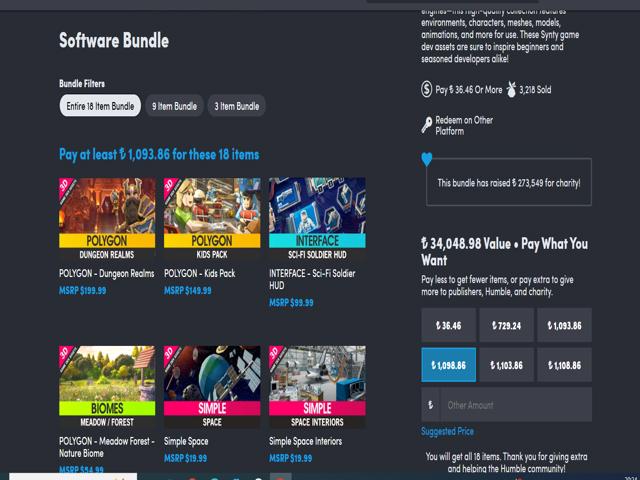 engines—this high-quality collection features
environments, characters, meshes, models,
animations, and more for use. These Synty game
dev assets are sure to inspire beginners and
seasoned developers alike!
Software Bundle
Bundle Filters
Entire 18 Item Bundle
9 Item Bundle
3 Item Bundle
Pay ₺ 36.46 Or More
3,218 Sold
Redeem on Other
Platform
Pay at least ₺ 1,093.86 for these 18 items
This bundle has raised ₺ 273,549 for charity!
3D
POLYGON
DUNGEON REALMS
POLYGON - Dungeon Realms
MSRP $199.99
3D
POLYGON
KIDS PACK
POLYGON - Kids Pack
MSRP $149.99
INTERFACE
SCI-FI SOLDIER HUD
INTERFACE - Sci-Fi Soldier
HUD
MSRP $99.99
₺ 34,048.98 Value • Pay What You
Want
Pay less to get fewer items, or pay extra to give
more to publishers, Humble, and charity.
₺ 36.46
₺ 729.24
₺ 1,093.86
₺ 1,098.86
₺ 1,103.86
₺ 1,108.86
₺
Other Amount
Suggested Price
You will get all 18 items. Thank you for giving extra
and helping the Humble community!
3D
BIOMES
MEADOW / FOREST
POLYGON - Meadow Forest -
Nature Biome
MSRP $54.99
3D
SIMPLE
SPACE
Simple Space
MSRP $19.99
3D
SIMPLE
SPACE INTERIORS
Simple Space Interiors
MSRP $19.99